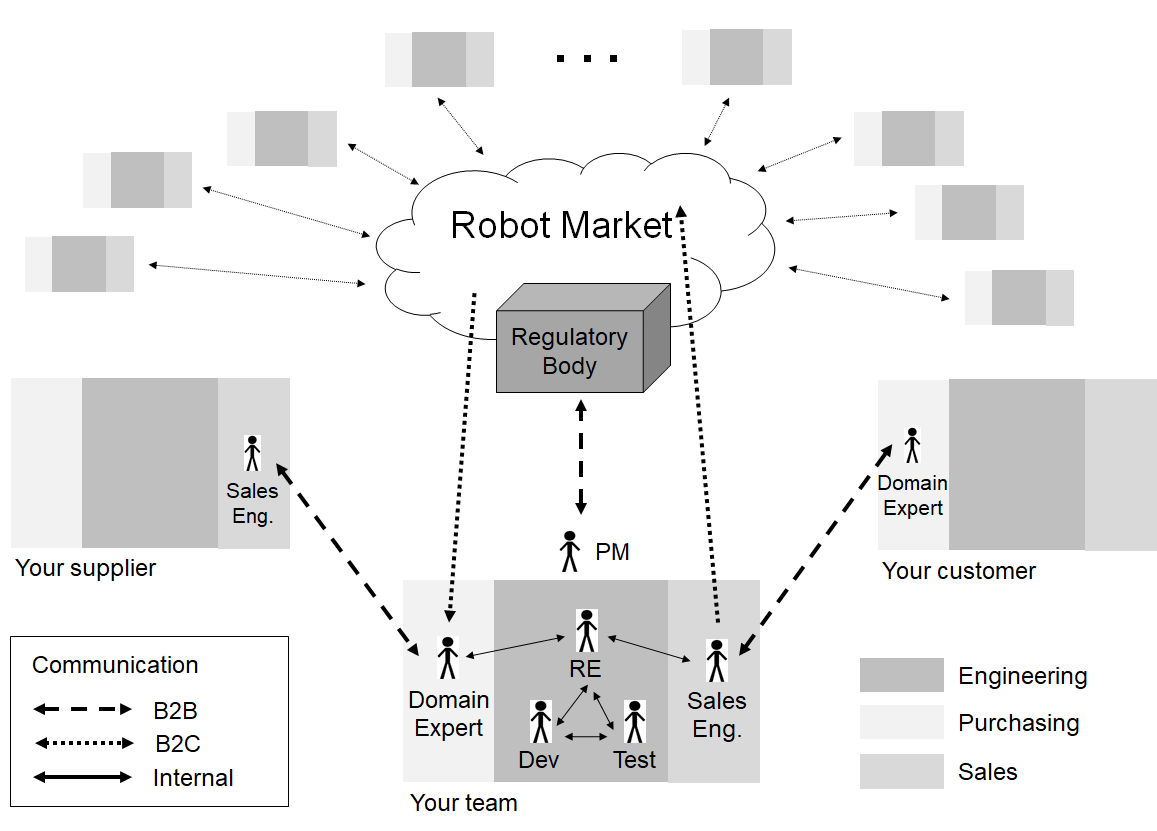 Robot Market
Regulatory
Body
Sales
Eng.
Your supplier
Domain
Expert
Your customer
PM
RE
Domain
Expert
Sales
Eng.
Dev
Test
Your team
Communication
B2B
B2C
Internal
Engineering
Purchasing
Sales